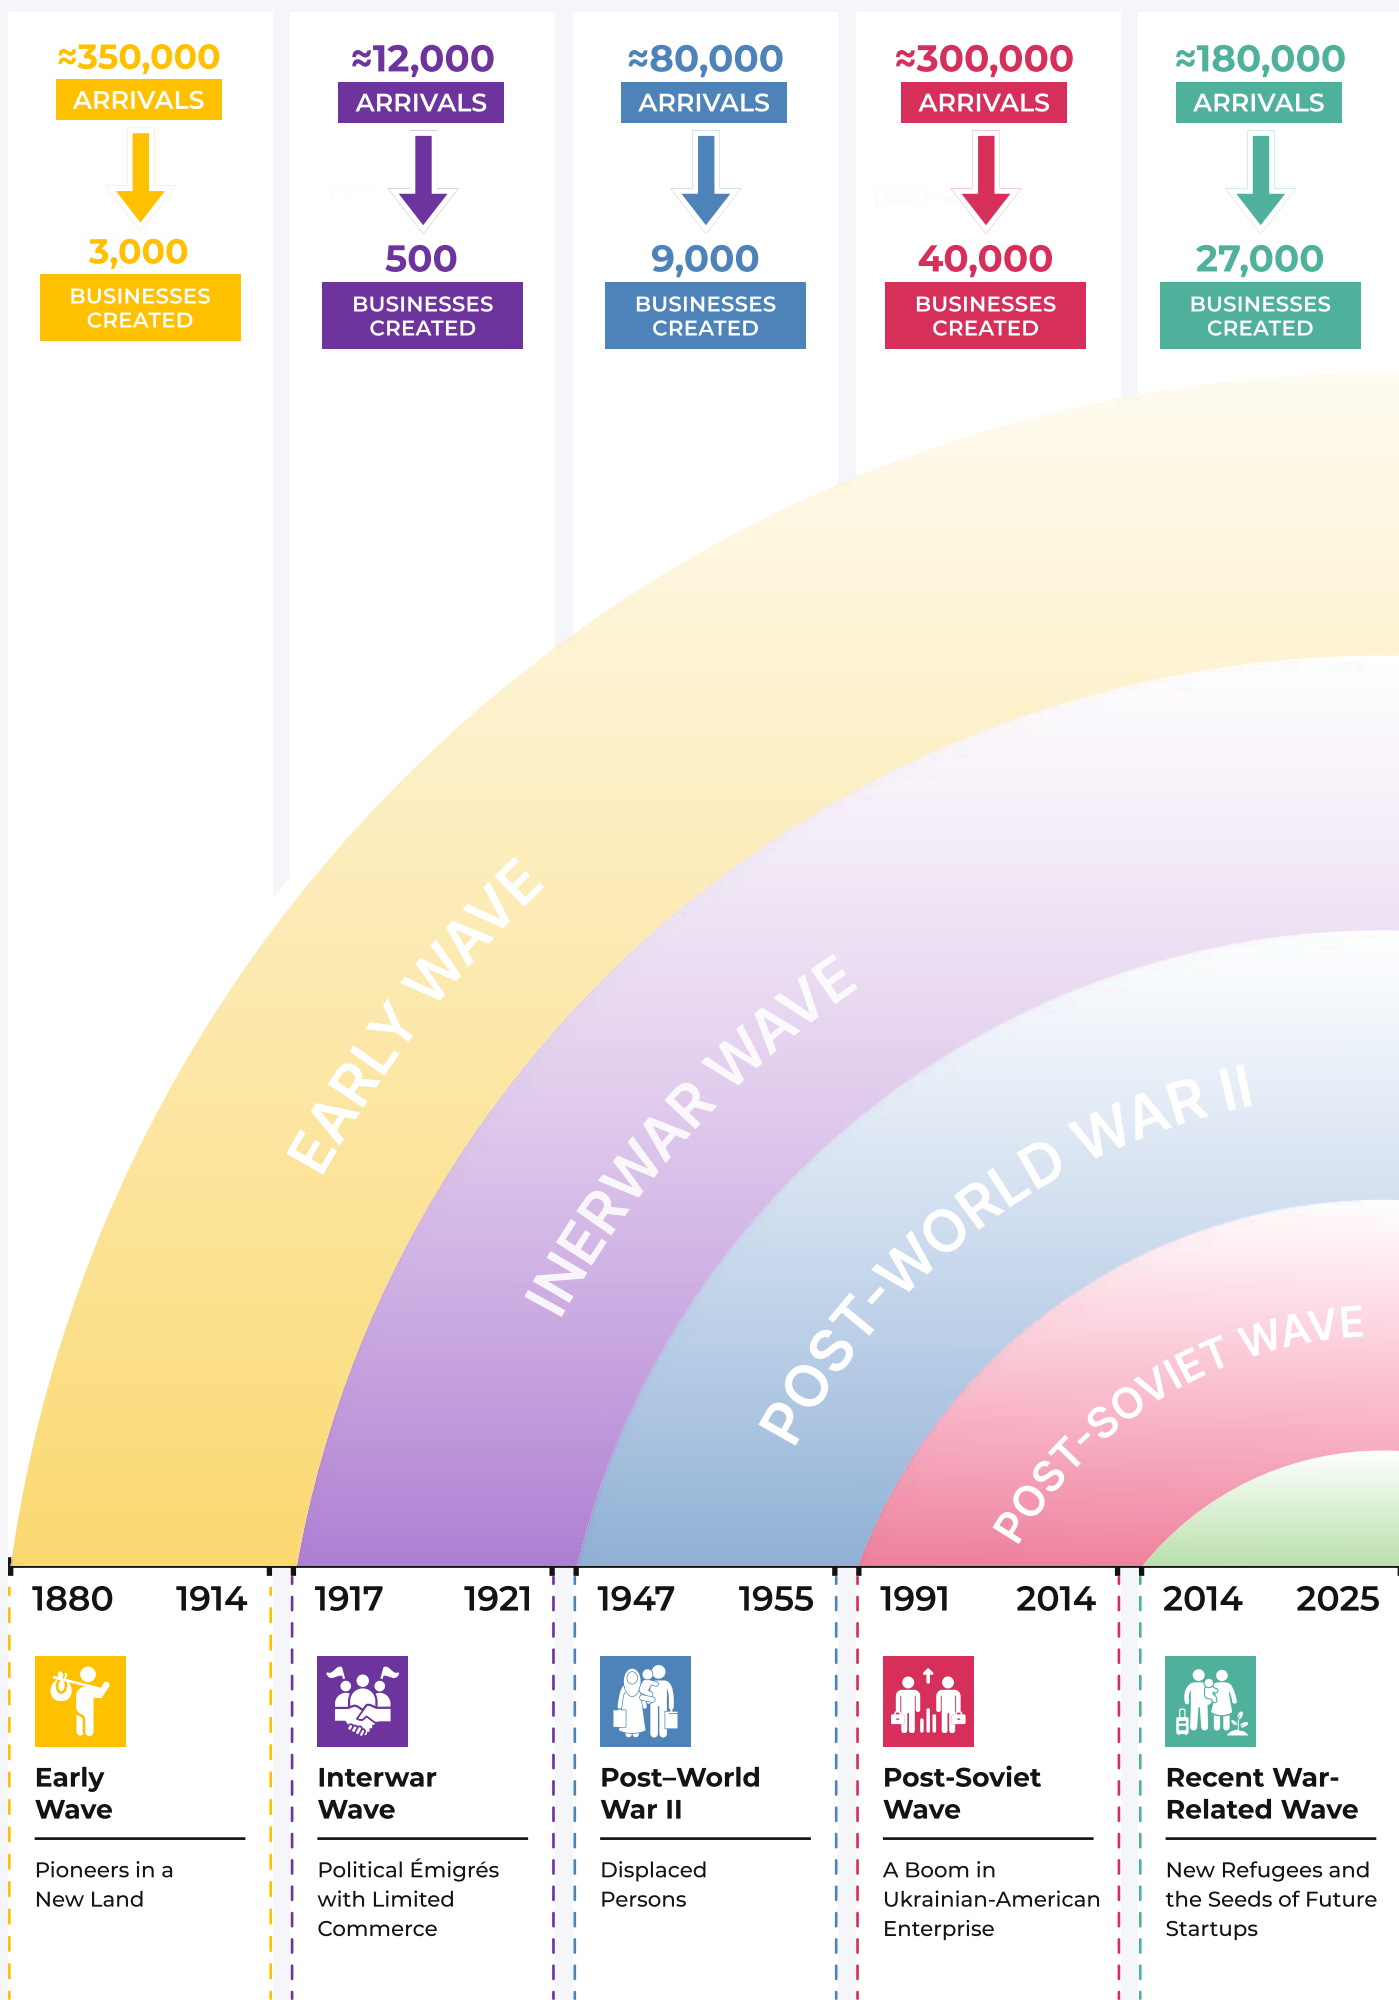 ≈350,000
ARRIVALS
3,000
BUSINESSES
CREATED
≈12,000
ARRIVALS
500
BUSINESSES
CREATED
≈80,000
ARRIVALS
9,000
BUSINESSES
CREATED
≈300,000
ARRIVALS
40,000
BUSINESSES
CREATED
≈180,000
ARRIVALS
27,000
BUSINESSES
CREATED
EARLY WAVE
INERWAR WAVE
POST-WORLD WAR II
POST-SOVIET WAVE
1880 1914
Early
Wave
Pioneers in a
New Land
1917 1921
Interwar
Wave
Political Émigrés
with Limited
Commerce
1947 1955
Post–World
War II
Displaced
Persons
1991 2014
Post-Soviet
Wave
A Boom in
Ukrainian-American
Enterprise
2014 2025
Recent War-
Related Wave
New Refugees and
the Seeds of Future
Startups